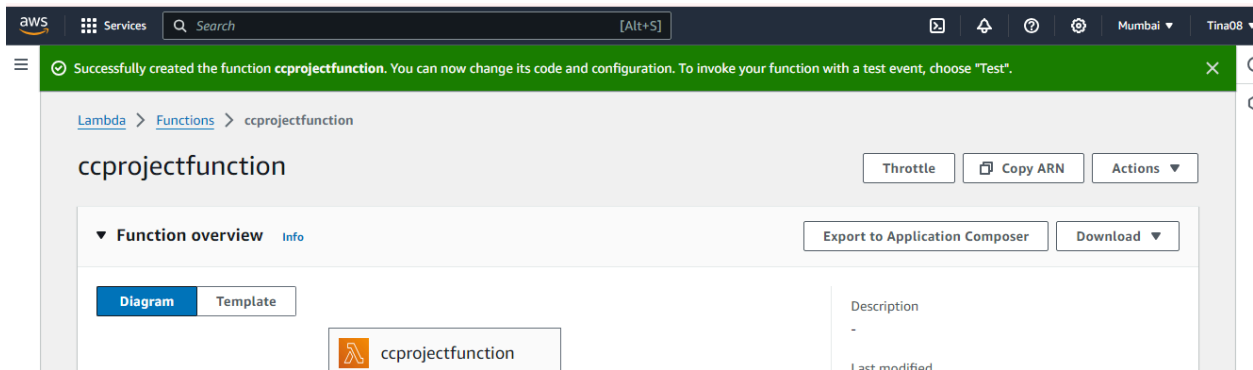 aws Services Search [Alt+S] Mumbai Tina08
Successfully created the function ccprojectfunction. You can now change its code and configuration. To invoke your function with a test event, choose "Test".
Lambda > Functions > ccprojectfunction
ccprojectfunction
Throttle Copy ARN Actions
Function overview Info
Export to Application Composer Download
Diagram Template
Description
-
ccprojectfunction
Last modified